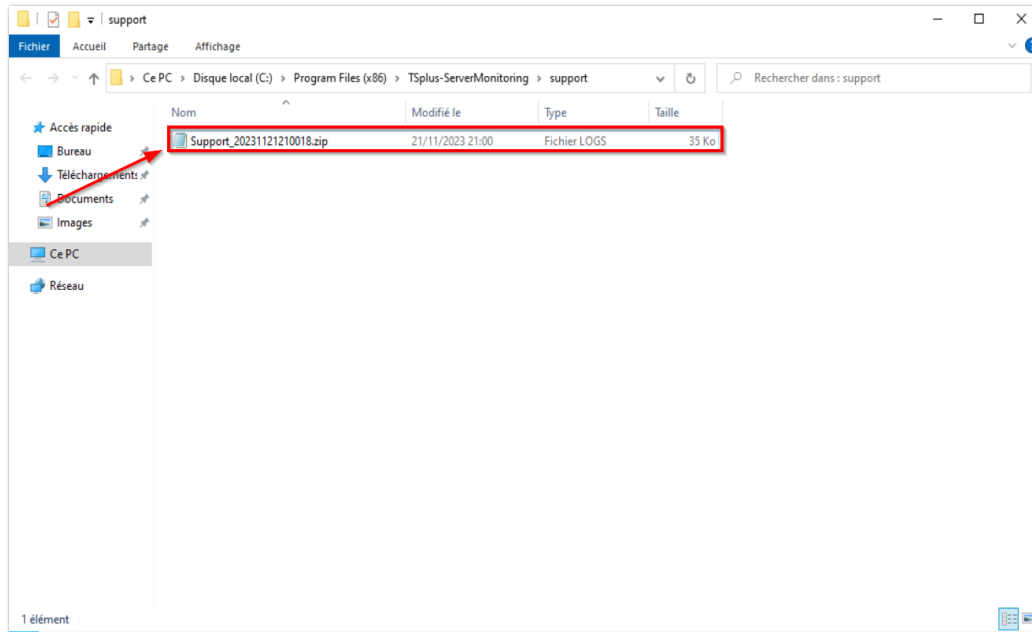 support
Fichier Accueil Partage Affichage
Ce PC > Disque local (C:) > Program Files (x86) > TSplus-ServerMonitoring > support
Rechercher dans : support
Nom Modifié le Type Taille
Accès rapide
Support_20231121210018.zip 21/11/2023 21:00 Fichier LOGS 35 Ko
Bureau
Téléchargements
Documents
Images
Ce PC
Réseau
1 élément